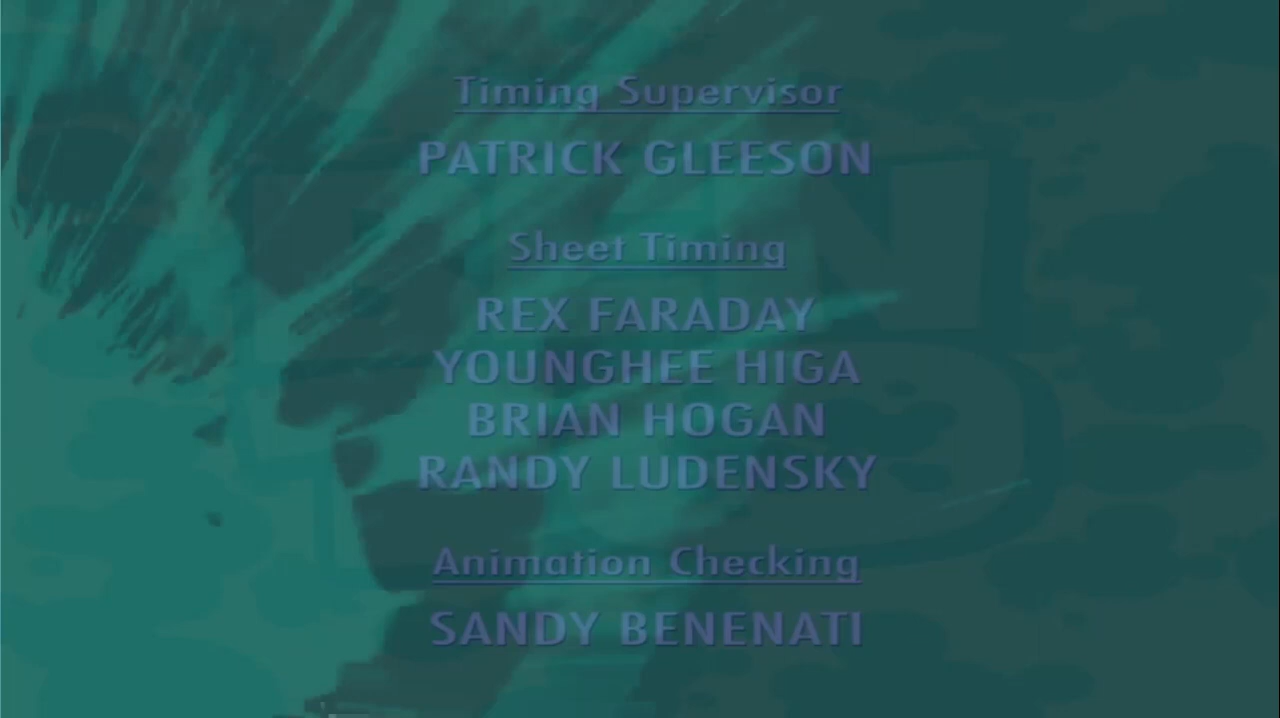 Timing Supervisor
PATRICK GLEESON
Sheet Timing
REX FARADAY
YOUNGHEE HIGA
BRIAN HOGAN
RANDY LUDENSKY
Animation Checking
SANDY BENENATI